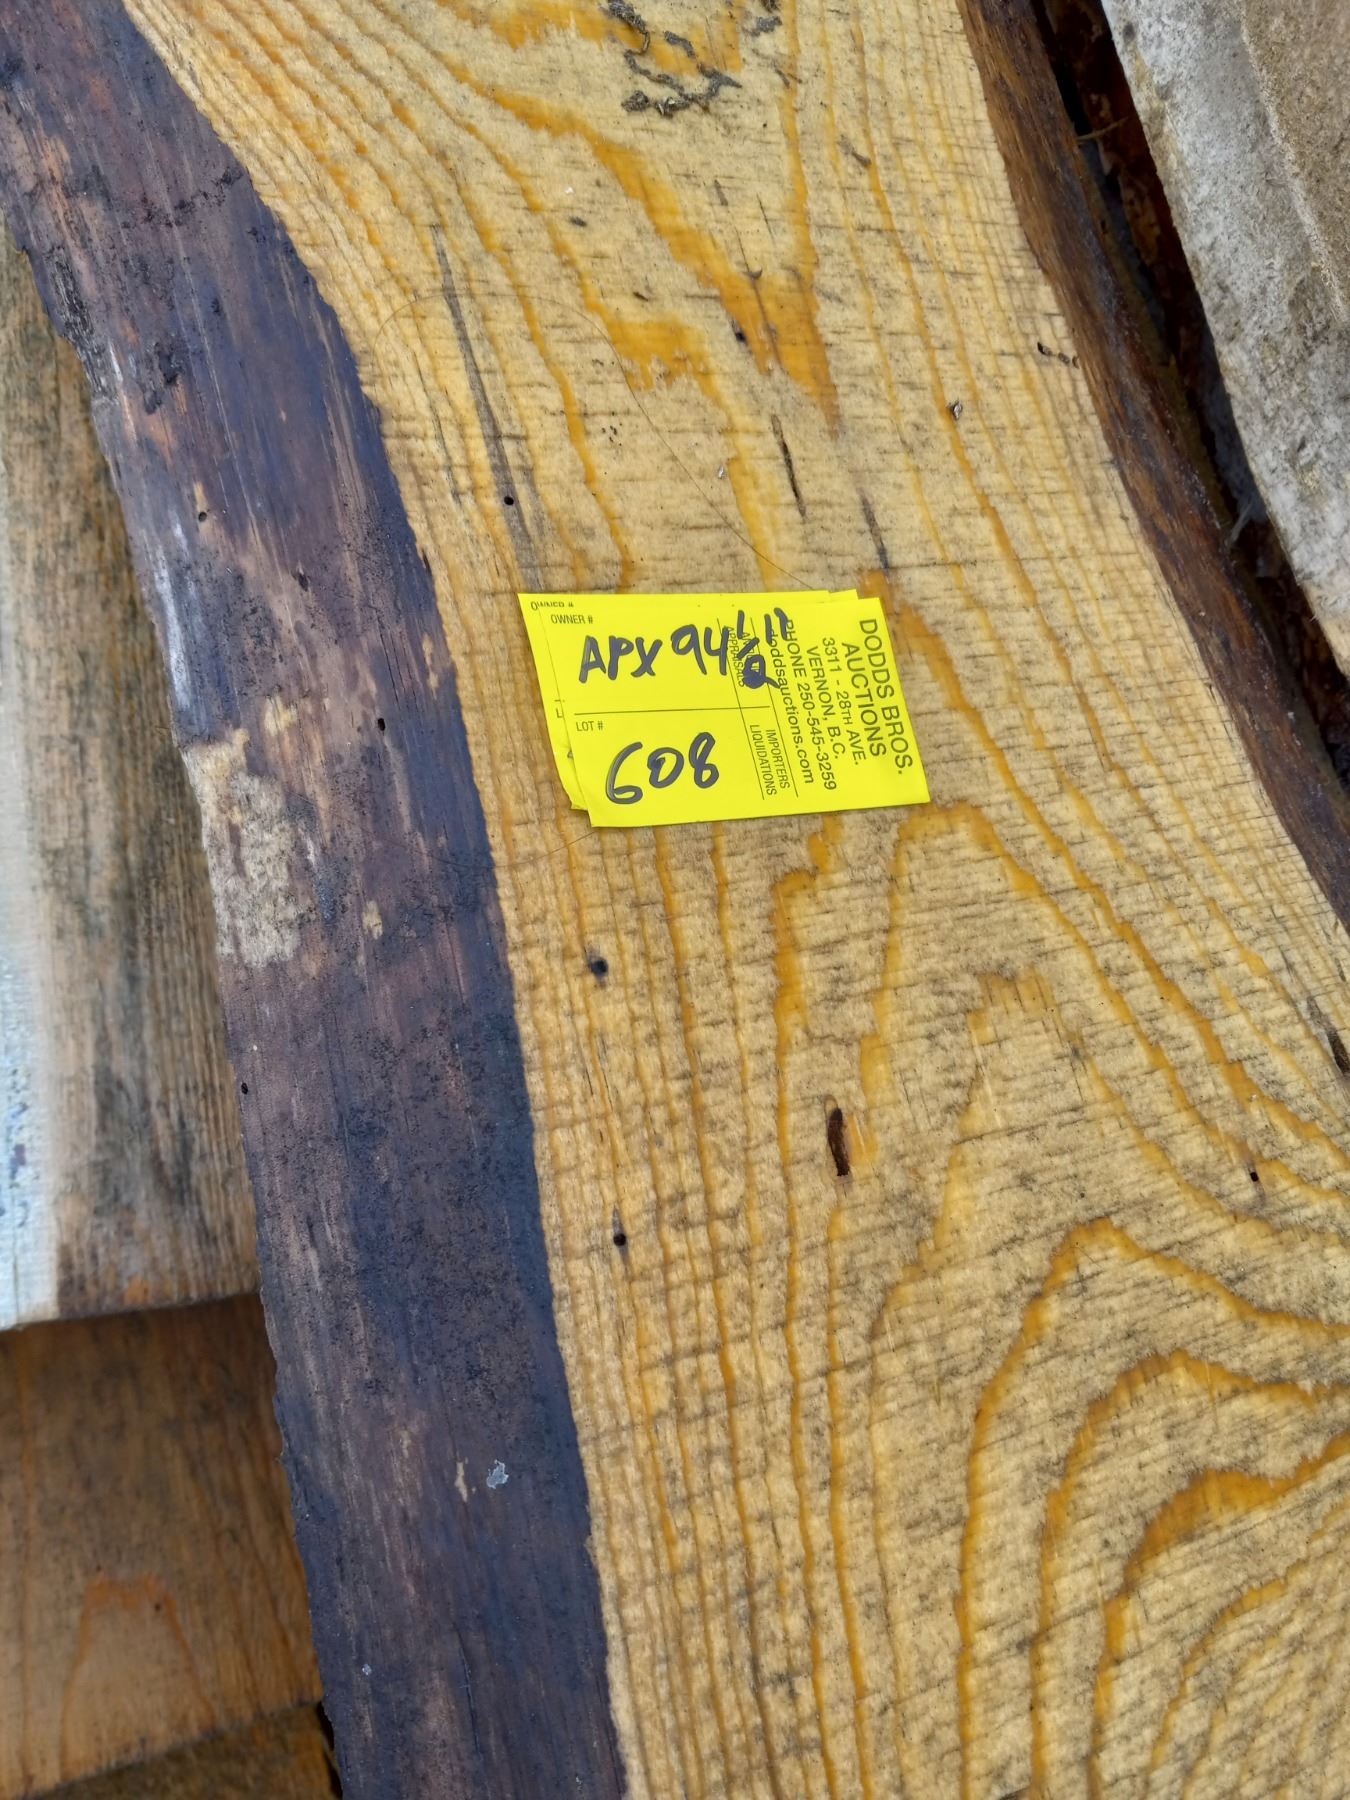 OWNER #
OWNER #
APX 94
LOT #
608
DODDS BROS.
AUCTIONS
3311 - 28TH AVE.
VERNON, B.C.
PHONE 250-545-3259
doddsauctions.com
IMPORTERS
LIQUIDATIONS
APPRAISALS